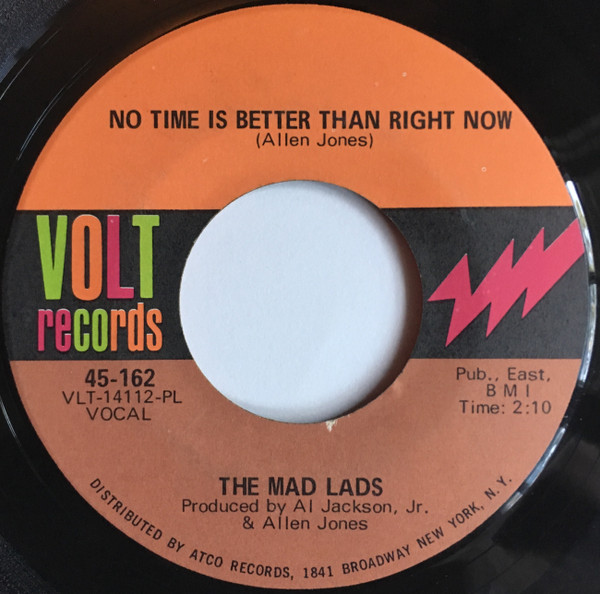 NO TIME IS BETTER THAN RIGHT NOW
(Allen Jones)
VOLT
records
45-162
VLT-14112-PL
VOCAL
Pub., East,
B M I
Time: 2:10
THE MAD LADS
Produced by Al Jackson, Jr.
& Allen Jones
DISTRIBUTED BY ATCO RECORDS, 1841 BROADWAY NEW YORK, N.Y.